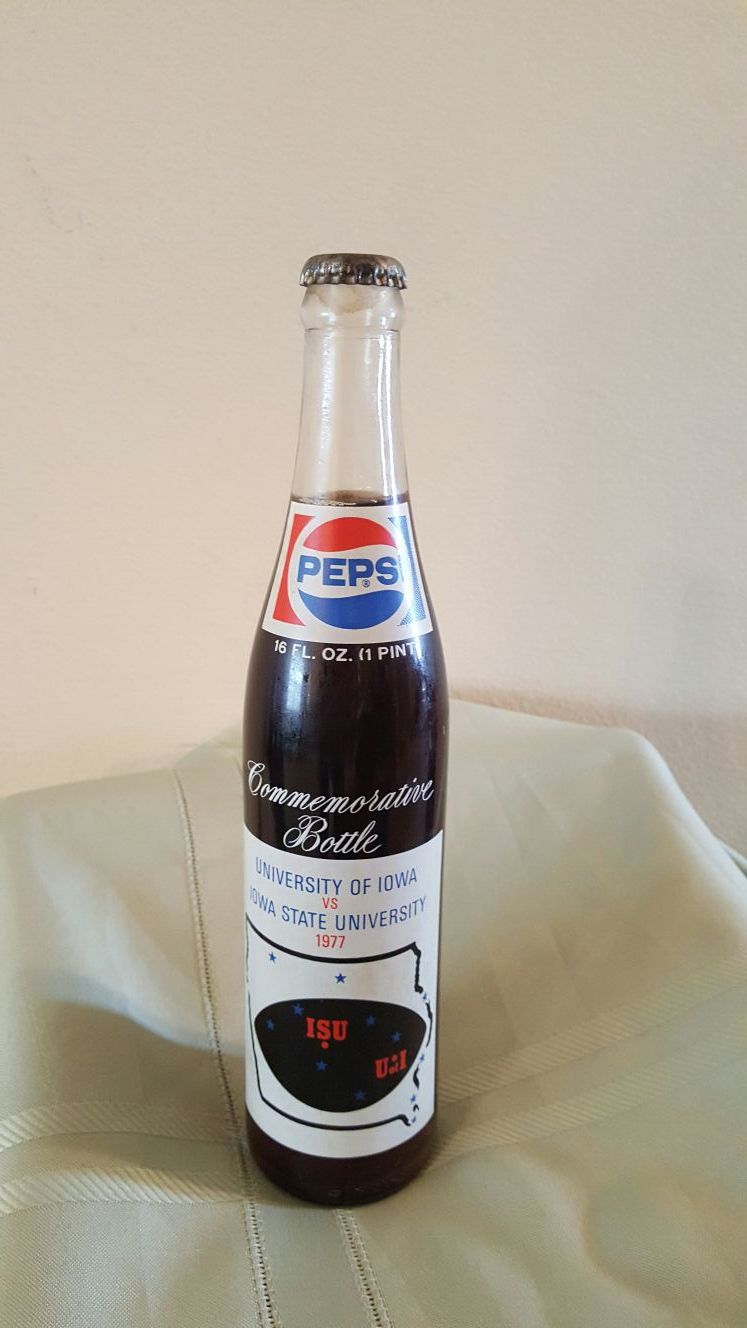 PEPSI
®
16 FL. OZ. (1 PINT)
Commemorative
Bottle
UNIVERSITY OF IOWA
VS
IOWA STATE UNIVERSITY
1977
ISU
U of I